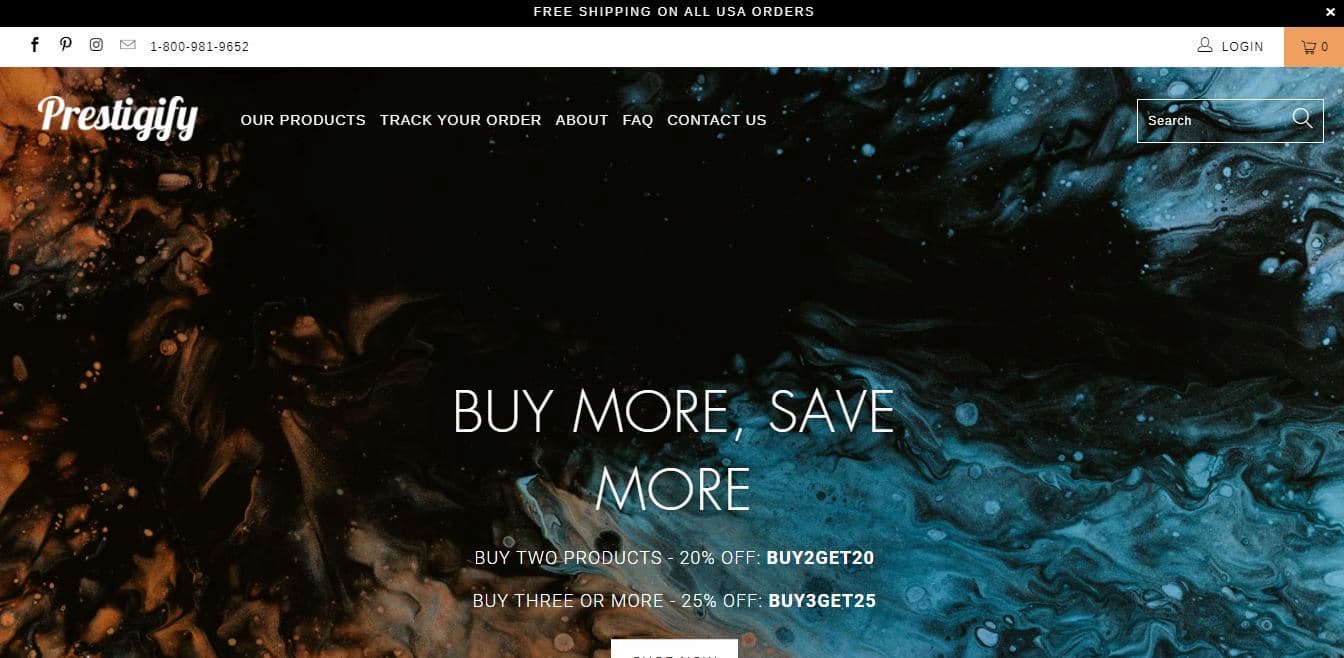 FREE SHIPPING ON ALL USA ORDERS
1-800-981-9652
LOGIN
0
Prestigify
OUR PRODUCTS TRACK YOUR ORDER ABOUT FAQ CONTACT US
Search
BUY MORE, SAVE
MORE
BUY TWO PRODUCTS - 20% OFF: BUY2GET20
BUY THREE OR MORE - 25% OFF: BUY3GET25